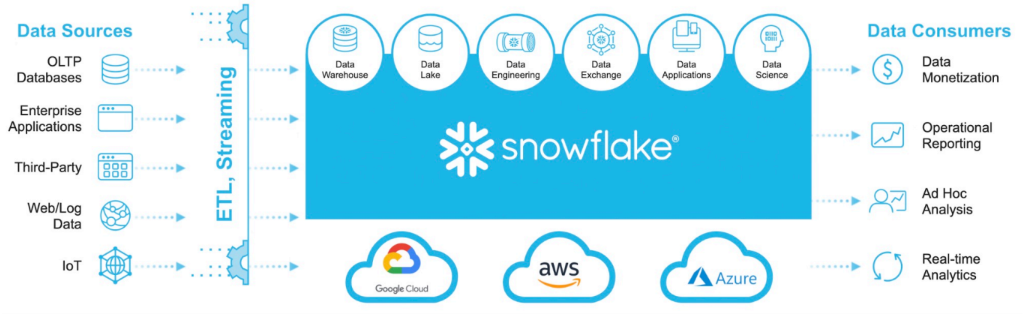 Data Sources
OLTP
Databases
Enterprise
Applications
Third-Party
Web/Log
Data
IoT
ETL, Streaming
Data
Warehouse
Data
Lake
Data
Engineering
Data
Exchange
Data
Applications
Data
Science
snowflake®
Google Cloud
aws
Azure
Data Consumers
$
Data
Monetization
Operational
Reporting
Ad Hoc
Analysis
Real-time
Analytics